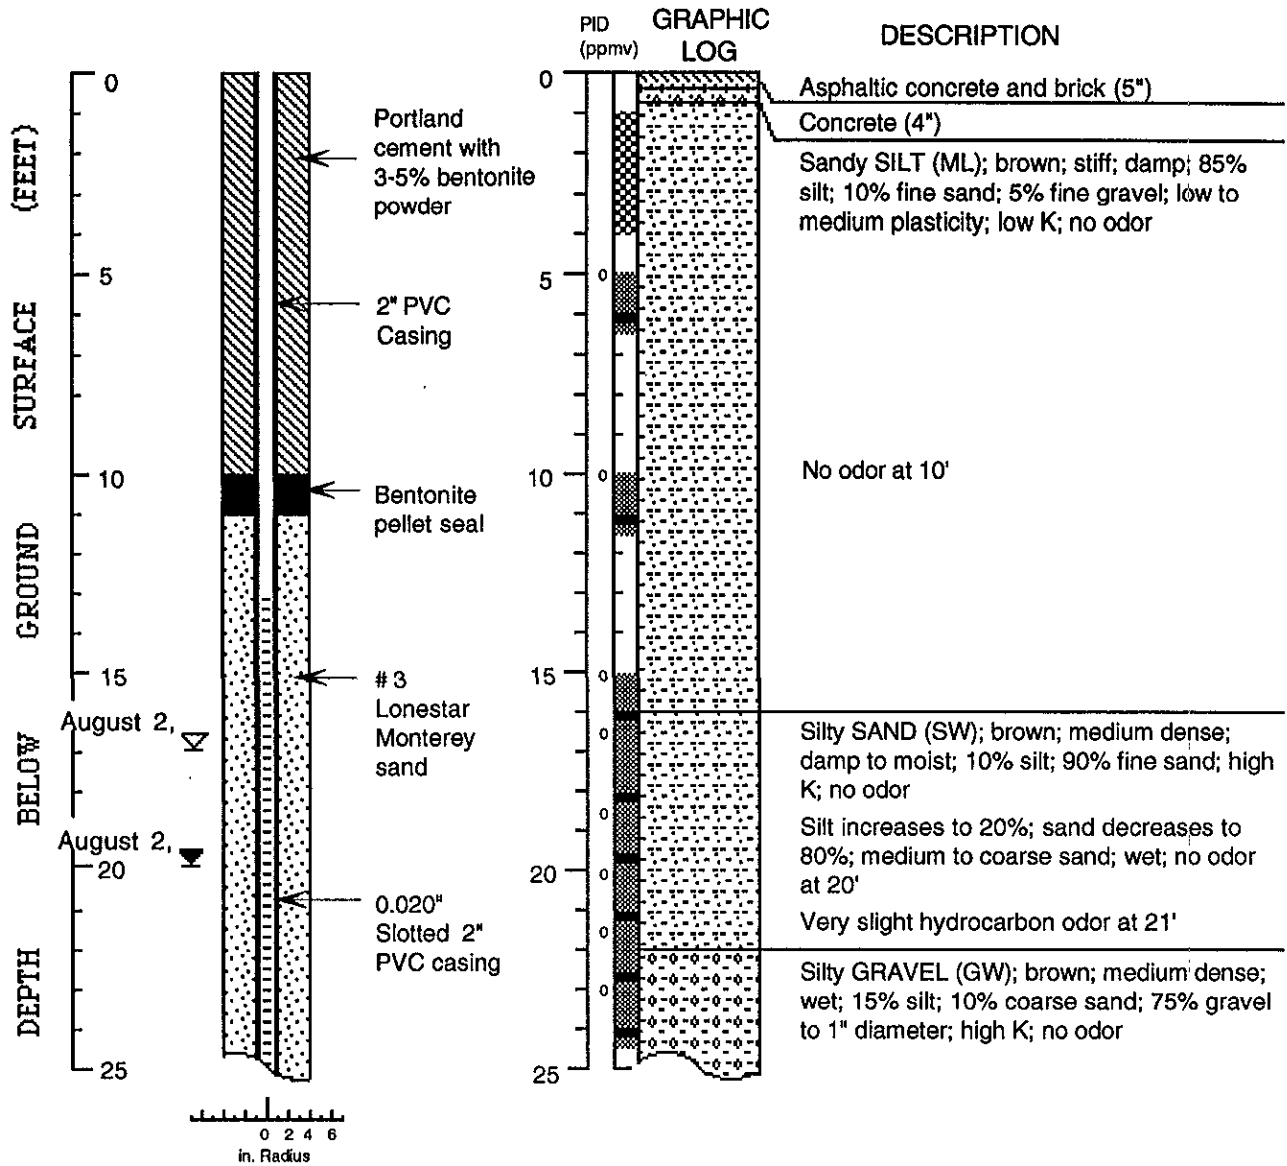 PID
(ppmv)
GRAPHIC
LOG
DESCRIPTION
DEPTH BELOW GROUND SURFACE (FEET)
0
5
10
15
20
25
August 2,
August 2,
Portland
cement with
3-5% bentonite
powder
2" PVC
Casing
Bentonite
pellet seal
# 3
Lonestar
Monterey
sand
0.020"
Slotted 2"
PVC casing
0 2 4 6
in. Radius
0
5
10
15
20
25
0
0
0
0
0
0
0
0
Asphaltic concrete and brick (5")
Concrete (4")
Sandy SILT (ML); brown; stiff; damp; 85%
silt; 10% fine sand; 5% fine gravel; low to
medium plasticity; low K; no odor
No odor at 10'
Silty SAND (SW); brown; medium dense;
damp to moist; 10% silt; 90% fine sand; high
K; no odor
Silt increases to 20%; sand decreases to
80%; medium to coarse sand; wet; no odor
at 20'
Very slight hydrocarbon odor at 21'
Silty GRAVEL (GW); brown; medium dense;
wet; 15% silt; 10% coarse sand; 75% gravel
to 1" diameter; high K; no odor